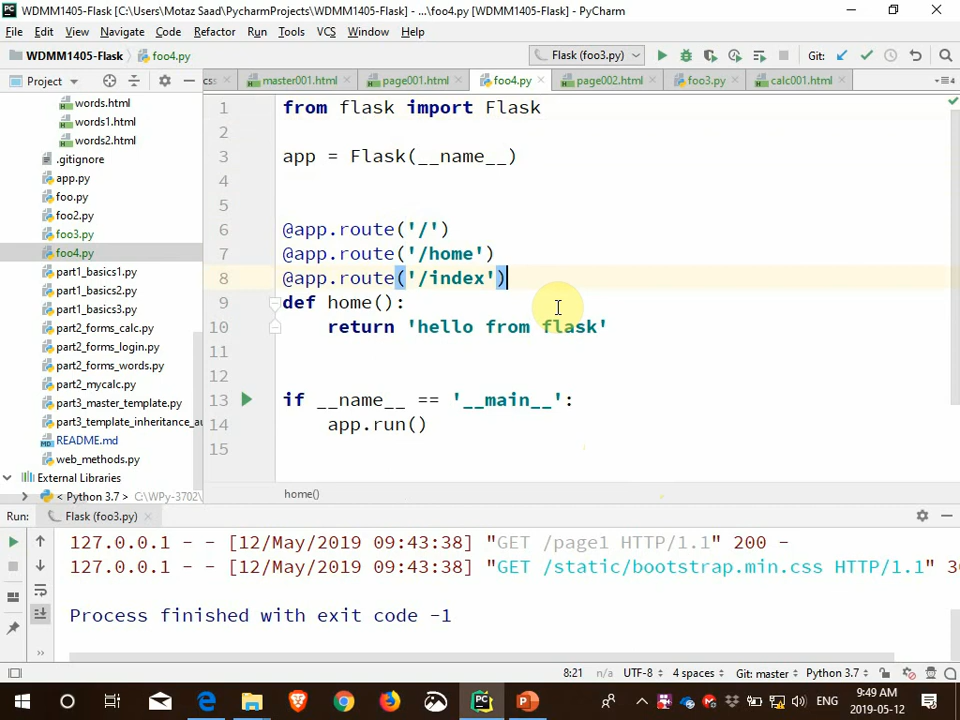 WDMM1405-Flask [C:\Users\Motaz Saad\PycharmProjects\WDMM1405-Flask] - ...\foo4.py [WDMM1405-Flask] - PyCharm
File Edit View Navigate Code Refactor Run Tools VCS Window Help
WDMM1405-Flask foo4.py Flask (foo3.py) Git:
Project css master001.html page001.html foo4.py page002.html foo3.py calc001.html
words.html
words1.html
words2.html
.gitignore
app.py
foo.py
foo2.py
foo3.py
foo4.py
part1_basics1.py
part1_basics2.py
part1_basics3.py
part2_forms_calc.py
part2_forms_login.py
part2_forms_words.py
part2_mycalc.py
part3_master_template.py
part3_template_inheritance_au
README.md
web_methods.py
External Libraries
< Python 3.7 > C:\WPy-3702\
1 from flask import Flask
2
3 app = Flask(__name__)
4
5
6 @app.route('/')
7 @app.route('/home')
8 @app.route('/index')
9 def home():
10 return 'hello from flask'
11
12
13 if __name__ == '__main__':
14 app.run()
15
home()
Run: Flask (foo3.py)
127.0.0.1 - - [12/May/2019 09:43:38] "GET /page1 HTTP/1.1" 200 -
127.0.0.1 - - [12/May/2019 09:43:38] "GET /static/bootstrap.min.css HTTP/1.1" 30
Process finished with exit code -1
8:21 n/a UTF-8 4 spaces Git: master Python 3.7
ENG 9:49 AM
2019-05-12